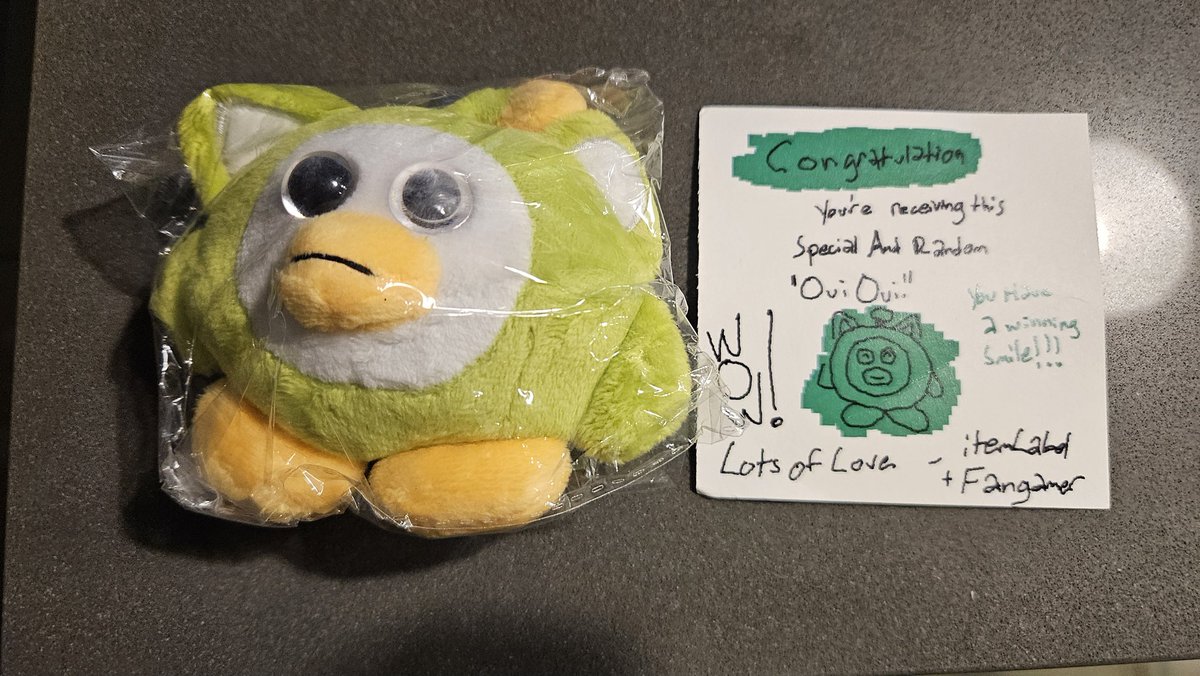 Congratulation
You're receiving this
Special And Random
"Oui Oui!"
You Have
a winning
Smile!!!
WOW!
Lots of Love
- itemLabel
+ Fangamer